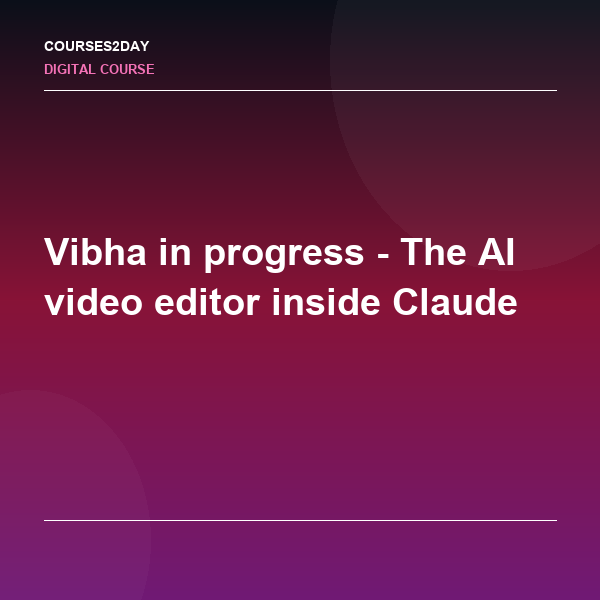 COURSES2DAY
DIGITAL COURSE
Vibha in progress - The AI
video editor inside Claude